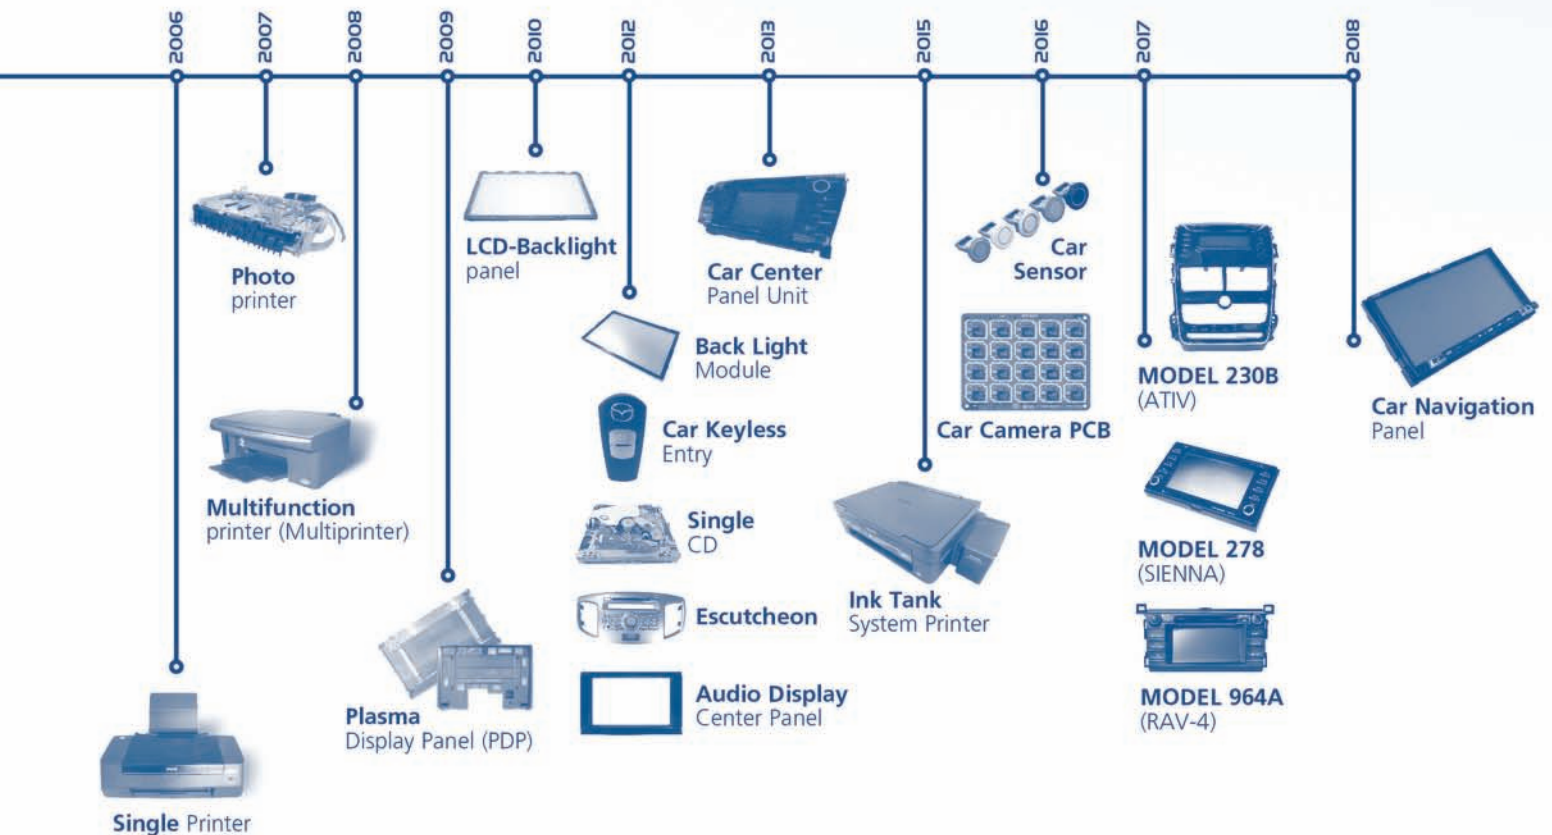 2006
2007
2008
2009
2010
2012
2013
2015
2016
2017
2018
Photo
printer
LCD-Backlight
panel
Car Center
Panel Unit
Car
Sensor
Back Light
Module
MODEL 230B
(ATIV)
Car Navigation
Panel
Car Keyless
Entry
Car Camera PCB
Multifunction
printer (Multiprinter)
Single
CD
MODEL 278
(SIENNA)
Ink Tank
System Printer
Escutcheon
Plasma
Display Panel (PDP)
Audio Display
Center Panel
MODEL 964A
(RAV-4)
Single Printer